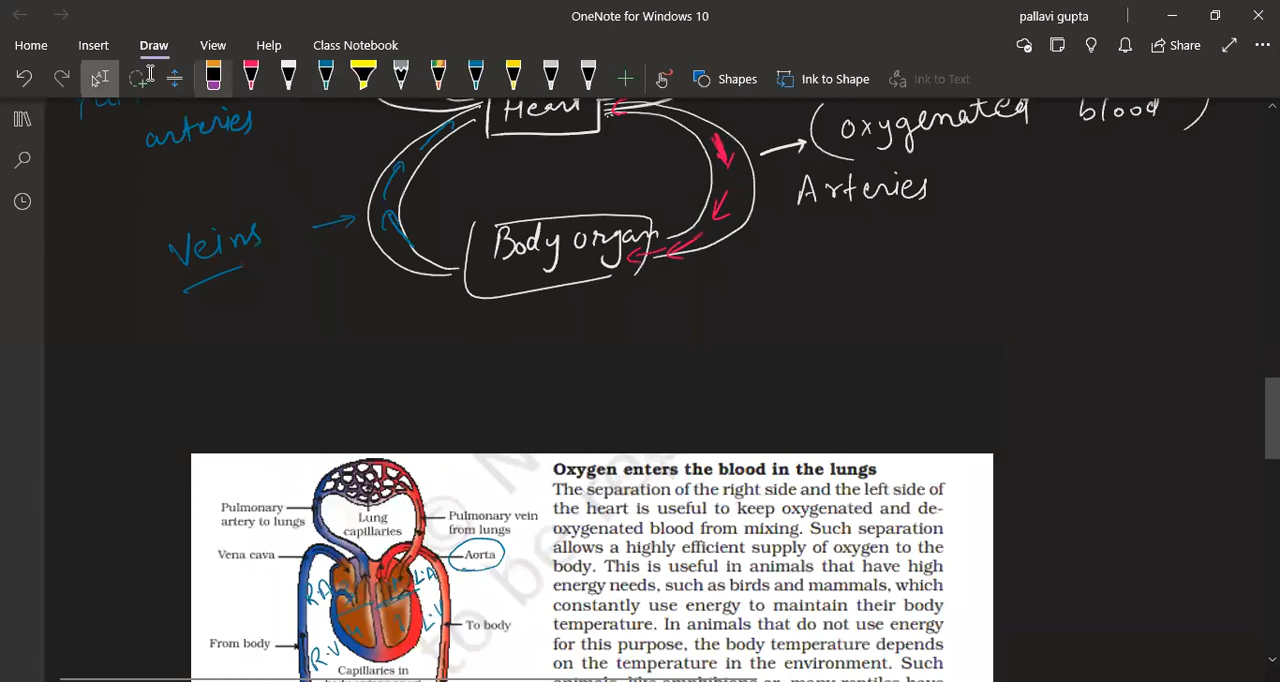 OneNote for Windows 10
pallavi gupta
Home Insert Draw View Help Class Notebook
Share
Shapes Ink to Shape Ink to Text
arteries
Heart
(oxygenated blood)
Arteries
Veins
Body organ
Pulmonary
artery to lungs
Lung
capillaries
Pulmonary vein
from lungs
Vena cava
Aorta
R.A
L.A
L.V
To body
From body
R.V
Capillaries in
Oxygen enters the blood in the lungs
The separation of the right side and the left side of
the heart is useful to keep oxygenated and de-
oxygenated blood from mixing. Such separation
allows a highly efficient supply of oxygen to the
body. This is useful in animals that have high
energy needs, such as birds and mammals, which
constantly use energy to maintain their body
temperature. In animals that do not use energy
for this purpose, the body temperature depends
on the temperature in the environment. Such